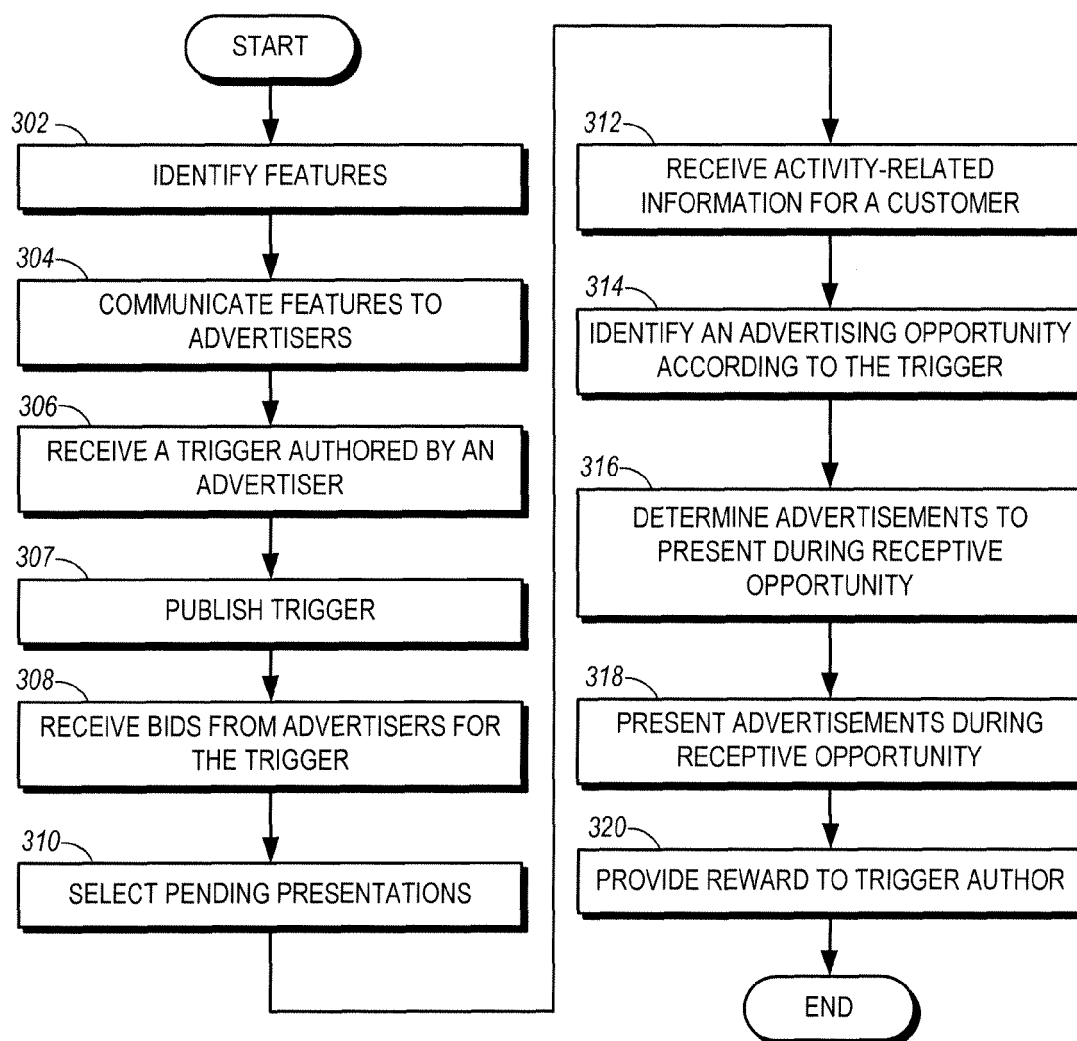 START
302
IDENTIFY FEATURES
304
COMMUNICATE FEATURES TO
ADVERTISERS
306
RECEIVE A TRIGGER AUTHORED BY AN
ADVERTISER
307
PUBLISH TRIGGER
308
RECEIVE BIDS FROM ADVERTISERS FOR
THE TRIGGER
310
SELECT PENDING PRESENTATIONS
312
RECEIVE ACTIVITY-RELATED
INFORMATION FOR A CUSTOMER
314
IDENTIFY AN ADVERTISING OPPORTUNITY
ACCORDING TO THE TRIGGER
316
DETERMINE ADVERTISEMENTS TO
PRESENT DURING RECEPTIVE
OPPORTUNITY
318
PRESENT ADVERTISEMENTS DURING
RECEPTIVE OPPORTUNITY
320
PROVIDE REWARD TO TRIGGER AUTHOR
END